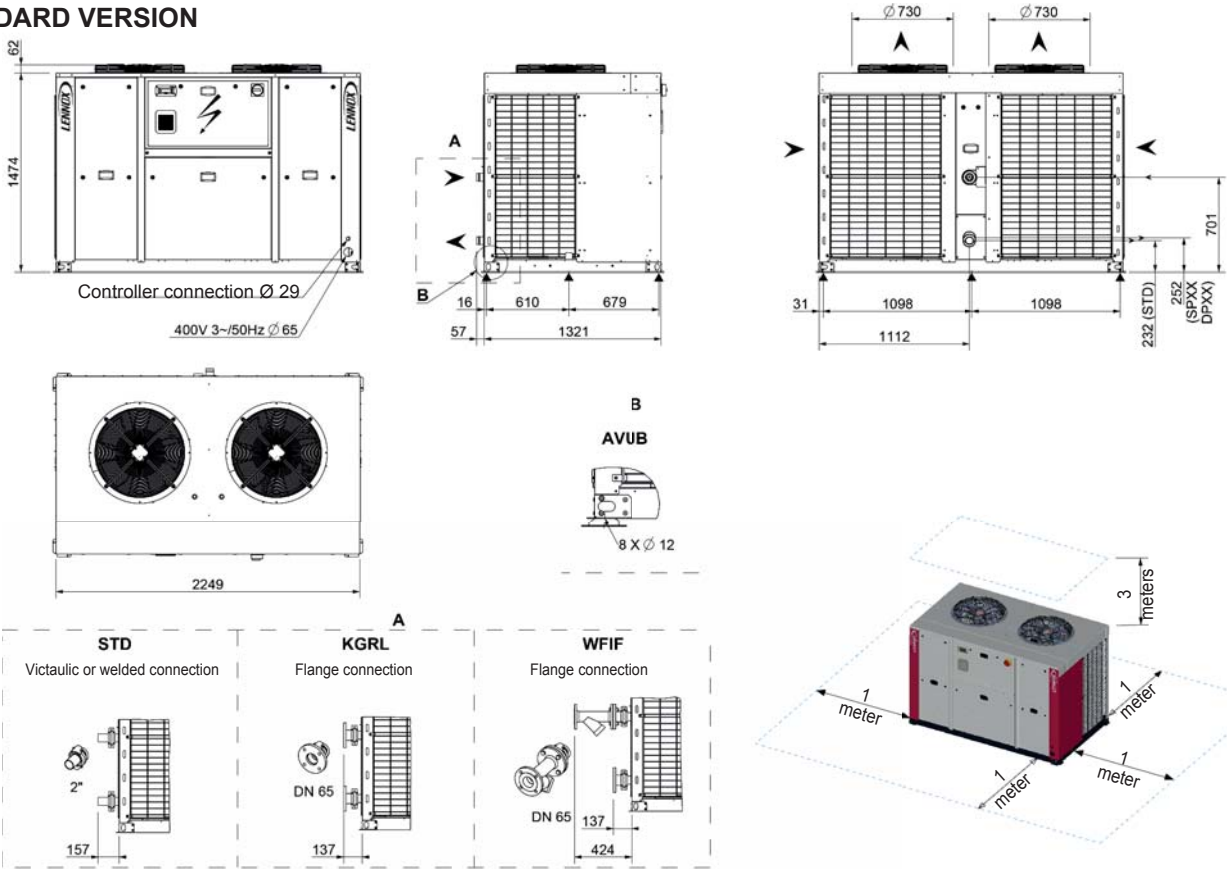 DARD VERSION
62
1474
LENNOX
LENNOX
Controller connection Ø 29
400V 3~/50Hz Ø 65
A
B
16
610
679
57
1321
Ø 730
Ø 730
701
31
1098
1098
1112
232 (STD)
252
(SPXX
DPXX)
2249
B
AVUB
8 X Ø 12
A
STD
Victaulic or welded connection
2"
157
KGRL
Flange connection
DN 65
137
WFIF
Flange connection
DN 65
137
424
3
meters
1
meter
1
meter
1
meter
1
meter